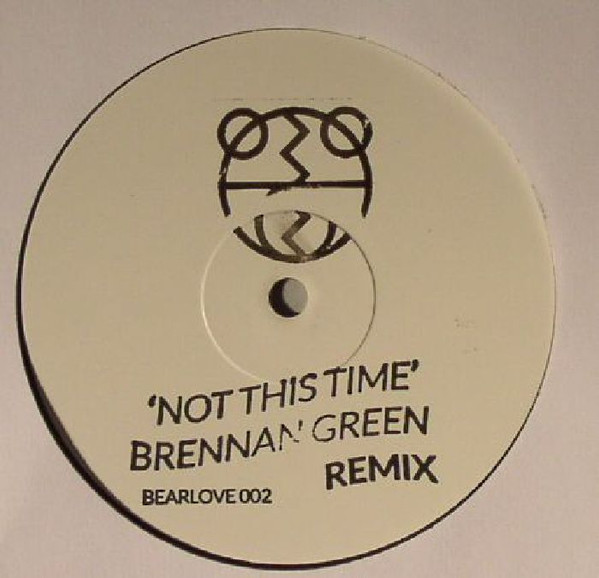 ‘NOT THIS TIME’
BRENNAN GREEN
REMIX
BEARLOVE 002